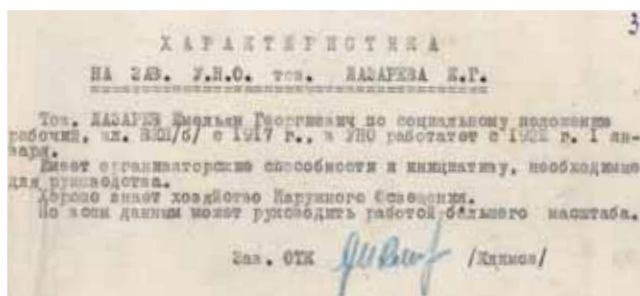 3
ХАРАКТЕРИСТИКА
НА ЗАВ. У.Н.О. тов. ЛАЗАРЕВА Е.Г.
Тов. ЛАЗАРЕВ Емельян Георгиевич по социальному положению
рабочий, чл. ВКП/б/ с 1917 г., в УНО работает с 1932 г. 1 ян-
варя.
Имеет организаторские способности и инициативу, необходимые
для руководства.
Хорошо знает хозяйство Наружного Освещения.
По всем данным может руководить работой большего масштаба.
Зав. ОТК /Климов/